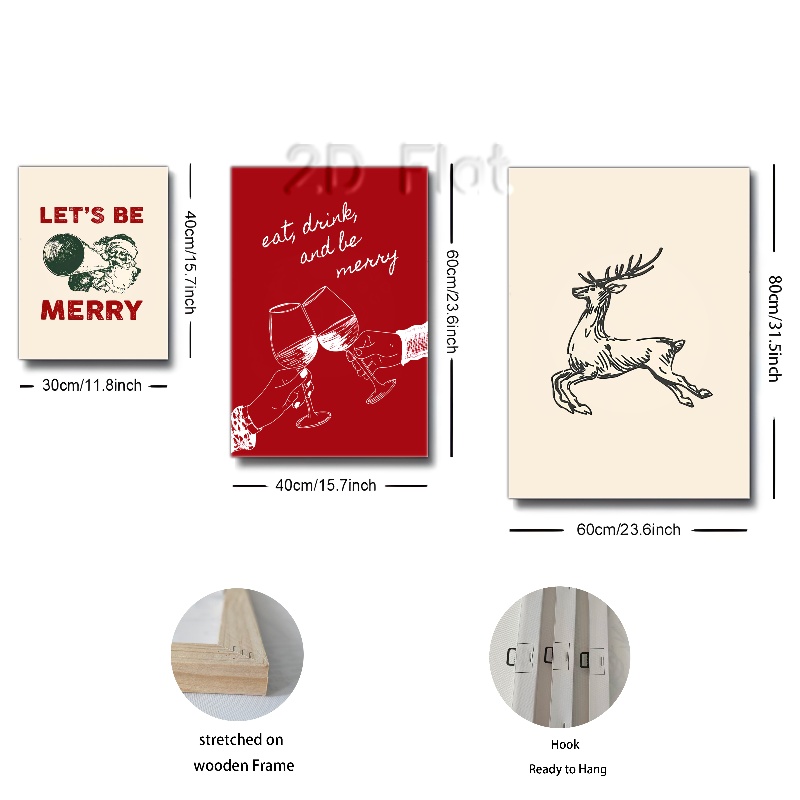 2D Flat
LET'S BE
MERRY
40cm/15.7inch
30cm/11.8inch
eat, drink,
and be
merry
60cm/23.6inch
40cm/15.7inch
80cm/31.5inch
60cm/23.6inch
stretched on
wooden Frame
Hook
Ready to Hang